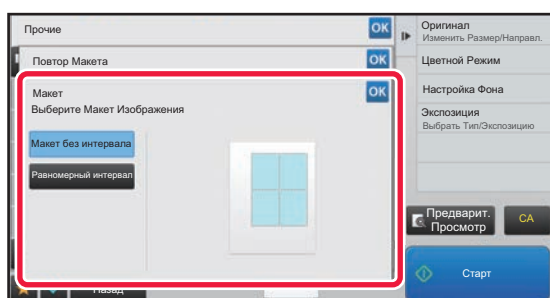 Прочие
OK
Повтор Макета
OK
Макет
OK
Выберите Макет Изображения
Макет без интервала
Равномерный интервал
Назад
Оригинал
Изменить Размер/Направл.
Цветной Режим
Настройка Фона
Экспозиция
Выбрать Тип/Экспозицию
Предварит.
Просмотр
CA
Старт